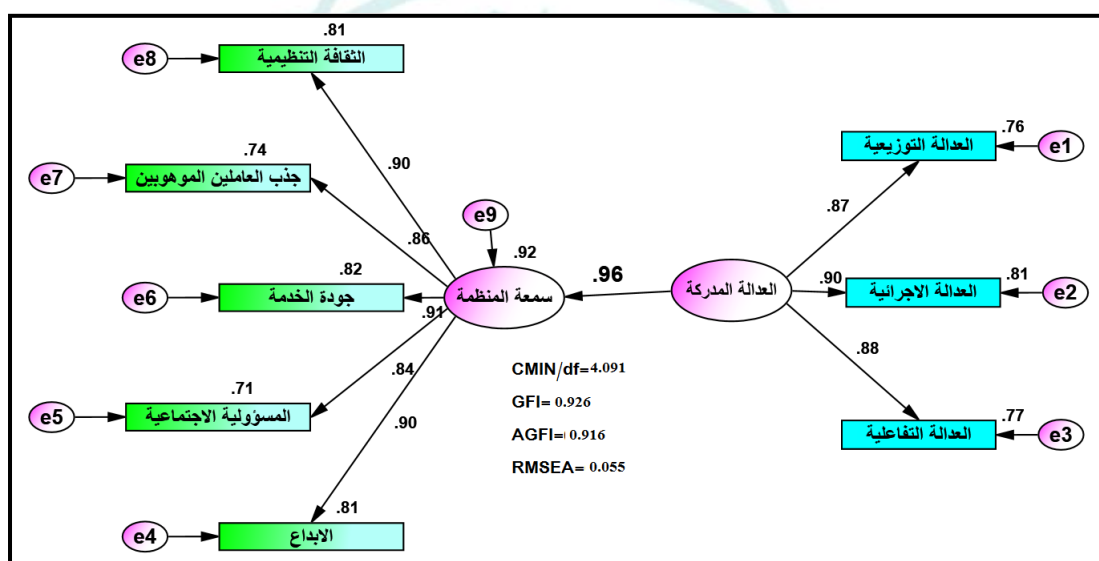 .81
e8
الثقافة التنظيمية
.76
العدالة التوزيعية
e1
.74
.90
e7
جذب العاملين الموهوبين
.87
e9
.86
.92
.82
.96
.81
.90
e6
جودة الخدمة
سمعة المنظمة
العدالة المدركة
العدالة الاجرائية
e2
.91
.88
.84
CMIN/df=4.091
.71
GFI= 0.926
e5
المسؤولية الاجتماعية
.90
.77
AGFI= 0.916
العدالة التفاعلية
e3
RMSEA= 0.055
.81
e4
الابداع